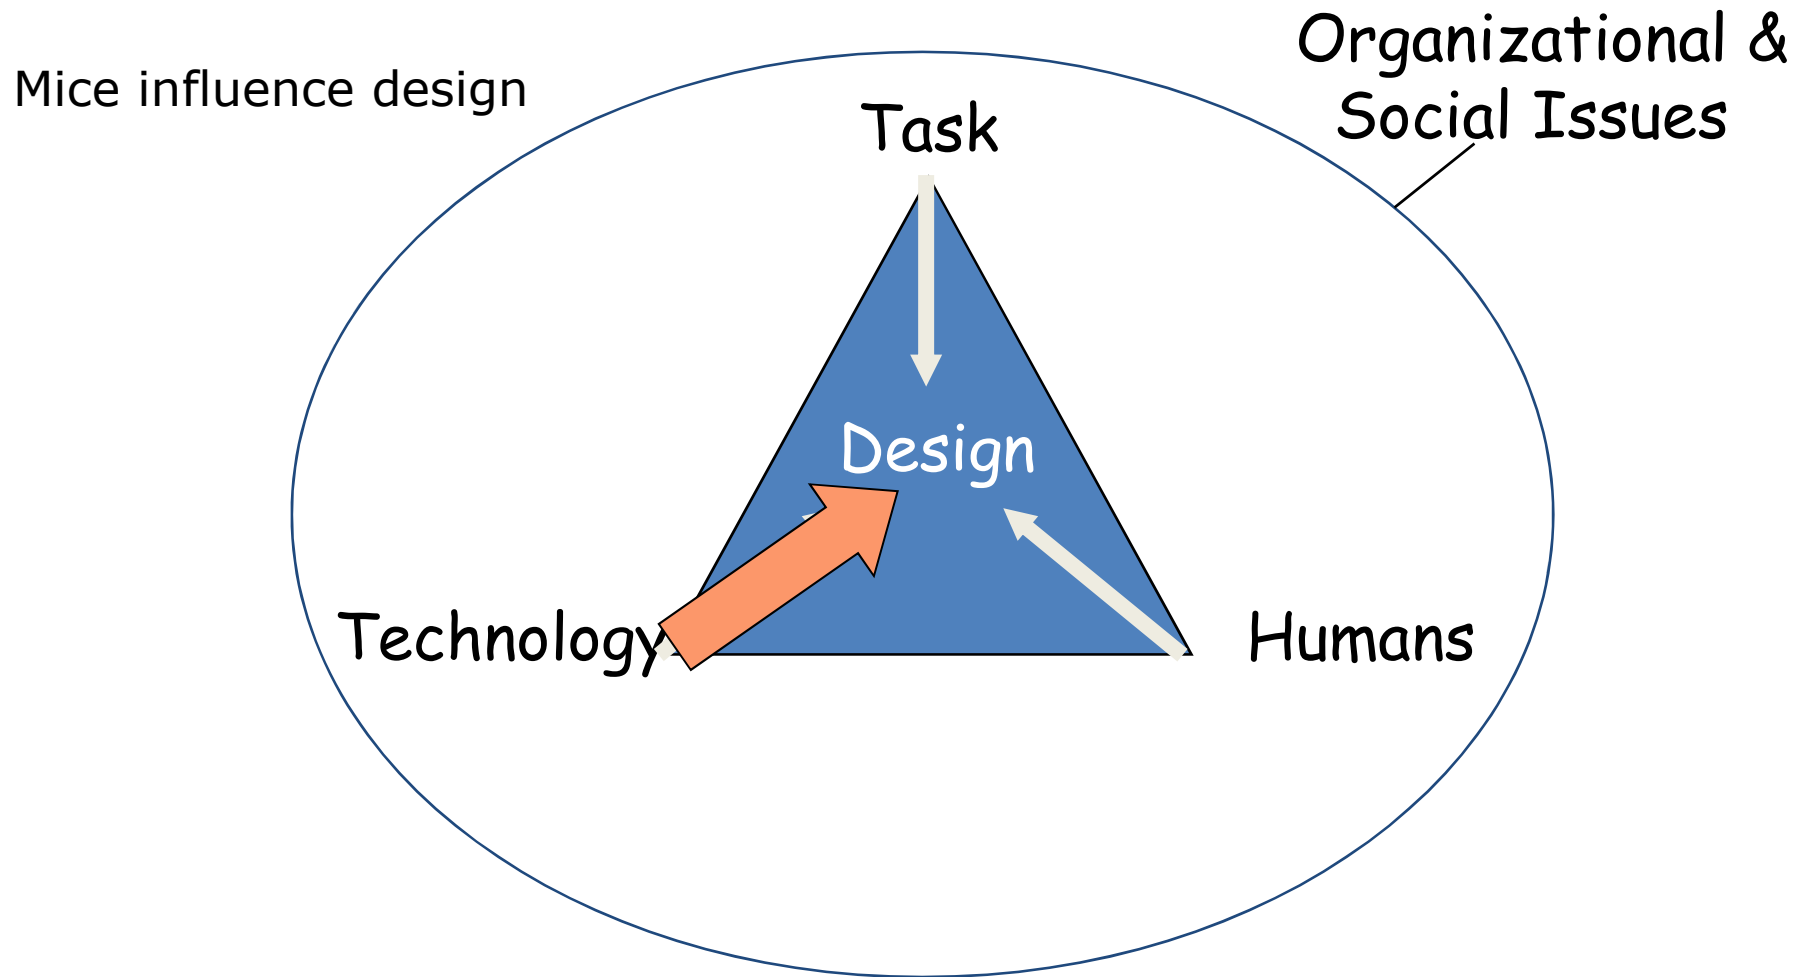 Organizational &
Social Issues
Mice influence design
Task
Design
Technology
Humans